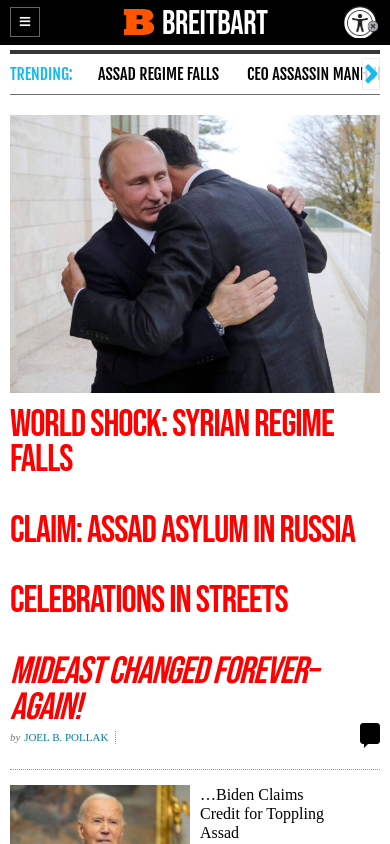 BREITBART
TRENDING: ASSAD REGIME FALLS CEO ASSASSIN
WORLD SHOCK: SYRIAN REGIME
FALLS
CLAIM: ASSAD ASYLUM IN RUSSIA
CELEBRATIONS IN STREETS
MIDEAST CHANGED FOREVER–
AGAIN!
by JOEL B. POLLAK
…Biden Claims
Credit for Toppling
Assad